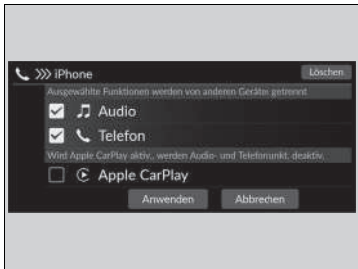 iPhone
Löschen
Ausgewählte Funktionen werden von anderen Geräten getrennt
Audio
Telefon
Wird Apple CarPlay aktiv., werden Audio- und Telefonunkt. deaktiv.
Apple CarPlay
Anwenden
Abbrechen